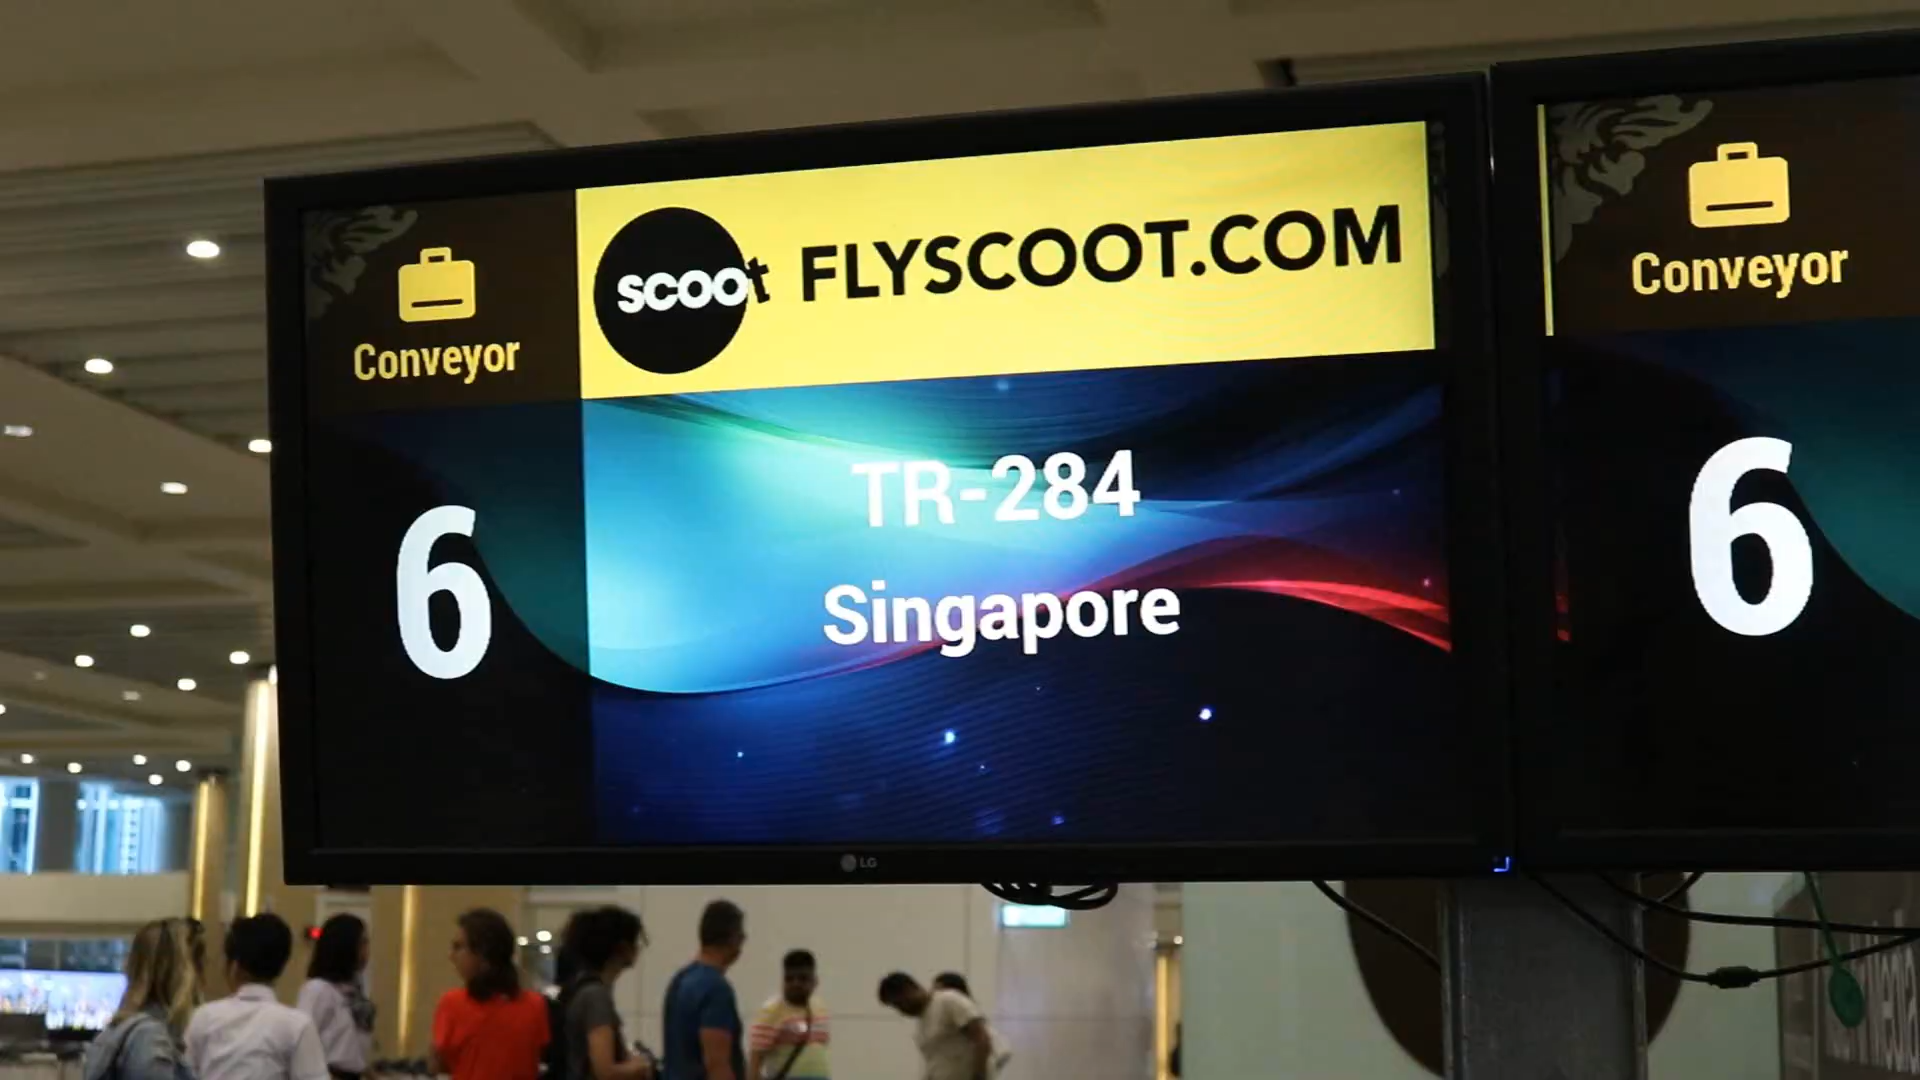 Conveyor
6
scoot FLYSCOOT.COM
TR-284
Singapore
LG
Conveyor
6